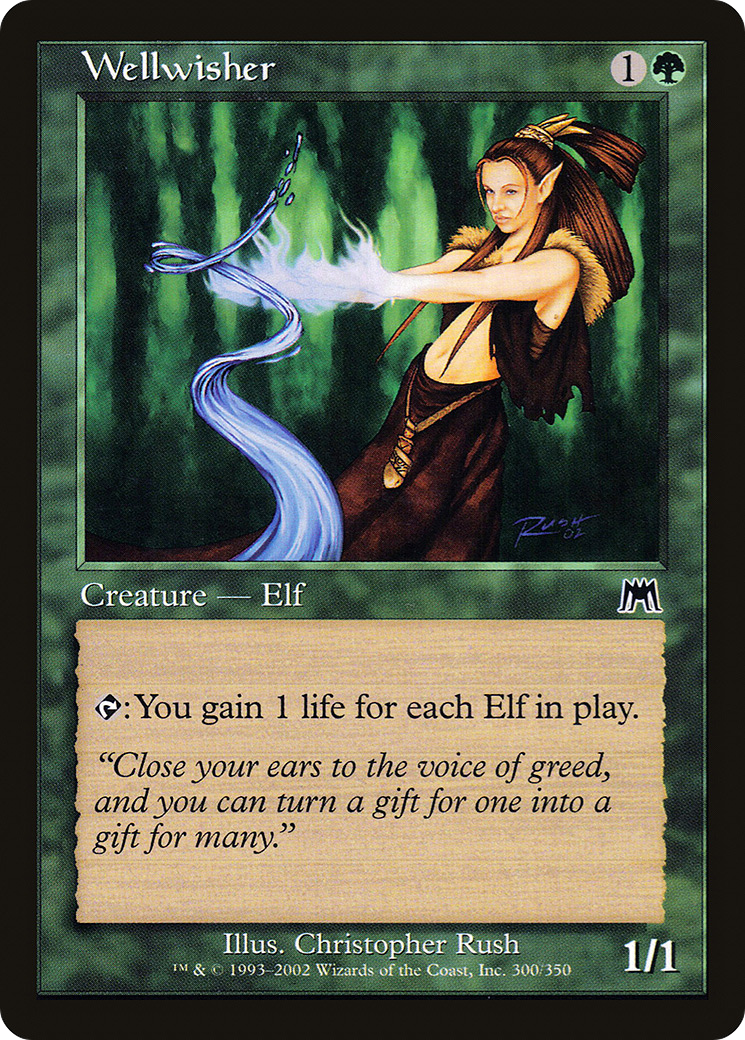 Wellwisher
1
RUSH
02
Creature — Elf
: You gain 1 life for each Elf in play.
“Close your ears to the voice of greed,
and you can turn a gift for one into a
gift for many.”
Illus. Christopher Rush
™ & © 1993–2002 Wizards of the Coast, Inc. 300/350
1/1